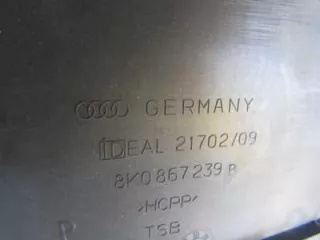 GERMANY
IDEAL 21702/09
8K0 867 239 B
>HCPP<
TSB